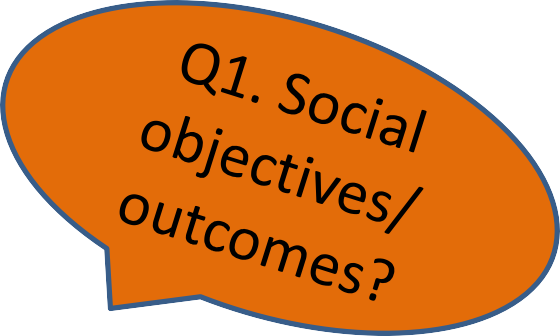 Q1. Social
objectives/
outcomes?